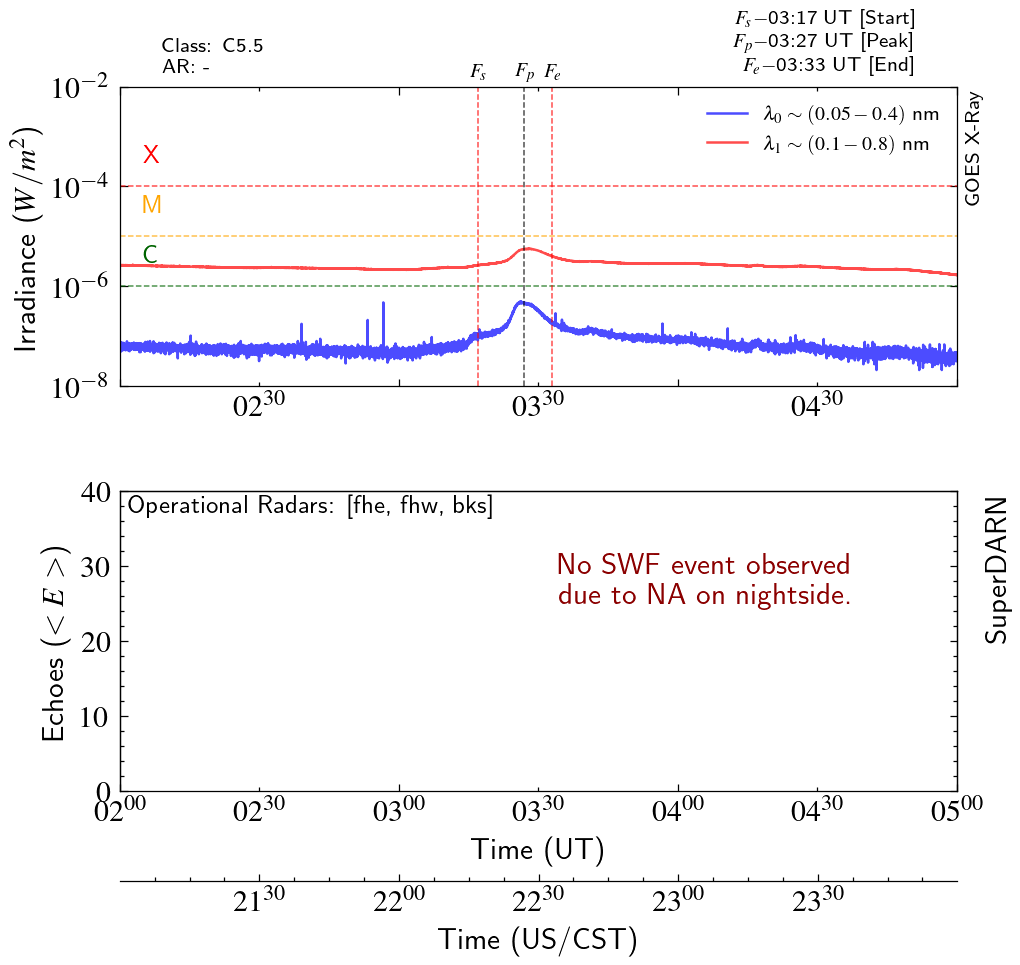 Class: C5.5
AR: -
Fs−03:17 UT [Start]
Fp−03:27 UT [Peak]
Fe−03:33 UT [End]
Fs Fp Fe
10−2
10−4
10−6
10−8
Irradiance (W/m2)
X
M
C
λ0 ∼ (0.05 − 0.4) nm
λ1 ∼ (0.1 − 0.8) nm
GOES X-Ray
0230 0330 0430
40
30
20
10
0
Echoes (< E >)
Operational Radars: [fhe, fhw, bks]
No SWF event observed
due to NA on nightside.
SuperDARN
0200 0230 0300 0330 0400 0430 0500
Time (UT)
2130 2200 2230 2300 2330
Time (US/CST)